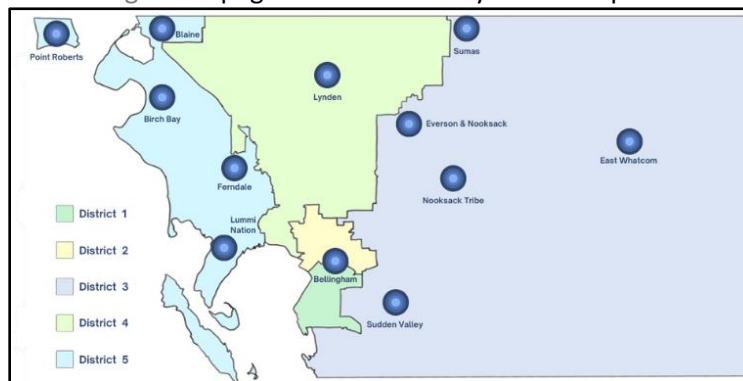 Blaine
Point Roberts
Sumas
Lynden
Birch Bay
Everson & Nooksack
East Whatcom
Ferndale
Nooksack Tribe
District 1
Lummi
Nation
District 2
Bellingham
District 3
Sudden Valley
District 4
District 5